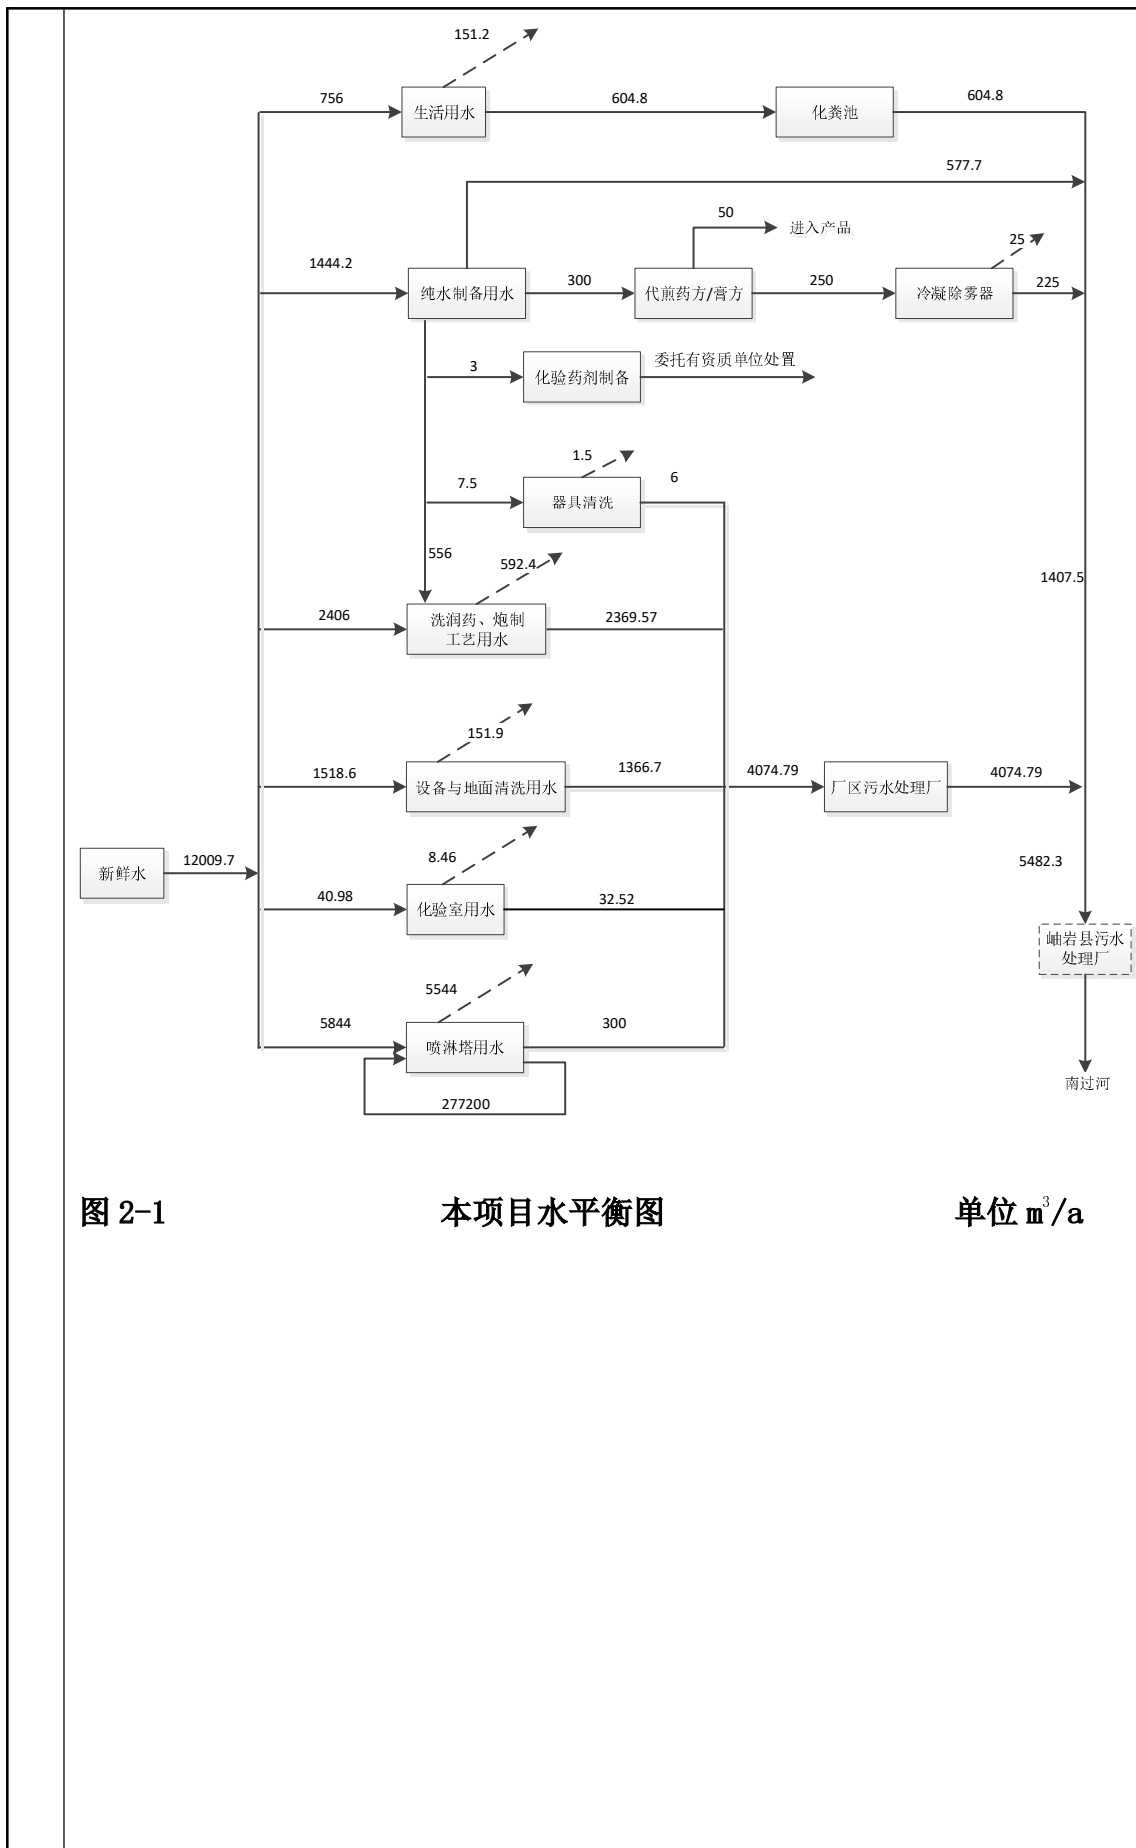 151.2
756
生活用水
604.8
化粪池
604.8
577.7
50
进入产品
25
1444.2
纯水制备用水
300
代煎药方/膏方
250
冷凝除雾器
225
3
化验药剂制备
委托有资质单位处置
1.5
7.5
器具清洗
6
556
592.4
1407.5
2406
洗润药、炮制
工艺用水
2369.57
151.9
1518.6
设备与地面清洗用水
1366.7
4074.79
厂区污水处理厂
4074.79
新鲜水
12009.7
8.46
5482.3
40.98
化验室用水
32.52
岫岩县污水
处理厂
5544
5844
喷淋塔用水
300
277200
南过河
图 2-1 本项目水平衡图 单位 m³/a